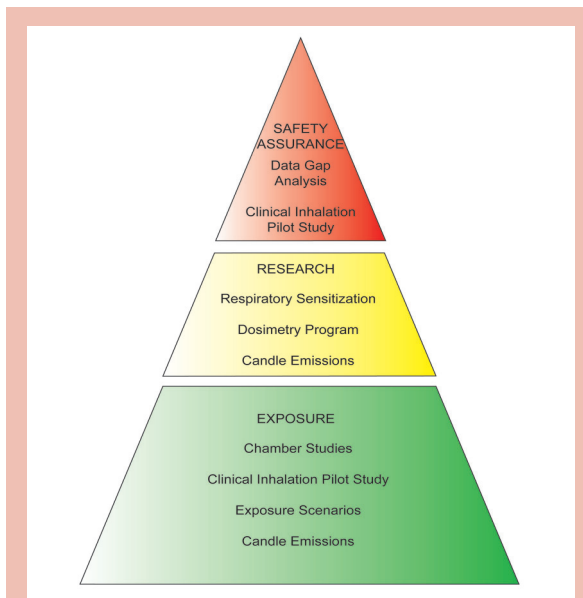 SAFETY
ASSURANCE
Data Gap
Analysis
Clinical Inhalation
Pilot Study
RESEARCH
Respiratory Sensitization
Dosimetry Program
Candle Emissions
EXPOSURE
Chamber Studies
Clinical Inhalation Pilot Study
Exposure Scenarios
Candle Emissions